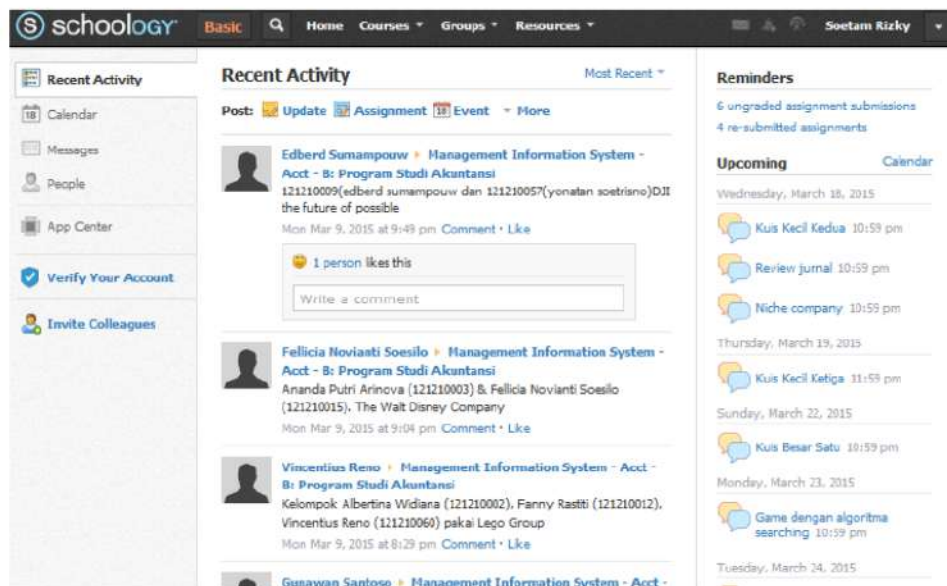 S schoology Basic Home Courses Groups Resources Soetam Rizky
Recent Activity
Calendar
Messages
People
App Center
Verify Your Account
Invite Colleagues
Recent Activity Most Recent
Post: Update Assignment Event More
Edberd Sumampouw Management Information System -
Acct - B: Program Studi Akuntansi
121210009(edberd sumampouw dan 121210057(yonatan soetrisno)DJI
the future of possible
Mon Mar 9, 2015 at 9:49 pm Comment · Like
1 person likes this
Write a comment
Fellicia Novianti Soesilo Management Information System -
Acct - B: Program Studi Akuntansi
Ananda Putri Arinova (121210003) & Fellicia Novianti Soesilo
(121210015). The Walt Disney Company
Mon Mar 9, 2015 at 9:04 pm Comment · Like
Vincentius Reno Management Information System - Acct -
B: Program Studi Akuntansi
Kelompok Albertina Widiana (121210002), Fanny Rastiti (121210012),
Vincentius Reno (121210060) pakai Lego Group
Mon Mar 9, 2015 at 8:29 pm Comment · Like
Gunawan Santoso Management Information System - Acct -
Reminders
6 ungraded assignment submissions
4 re-submitted assignments
Upcoming Calendar
Wednesday, March 18, 2015
Kuis Kecil Kedua 10:59 pm
Review jurnal 10:59 pm
Niche company 10:59 pm
Thursday, March 19, 2015
Kuis Kecil Ketiga 11:59 pm
Sunday, March 22, 2015
Kuis Besar Satu 10:59 pm
Monday, March 23, 2015
Game dengan algoritma
searching 10:59 pm
Tuesday, March 24, 2015